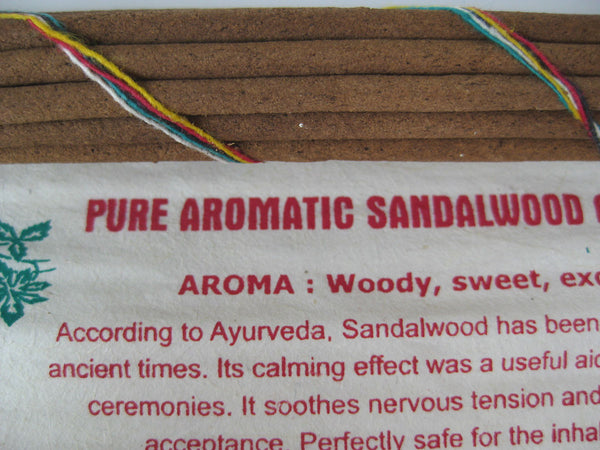 PURE AROMATIC SANDALWOOD
AROMA : Woody, sweet,
According to Ayurveda, Sandalwood has been
ancient times. Its calming effect was a useful
ceremonies. It soothes nervous tension and
acceptance. Perfectly safe for the